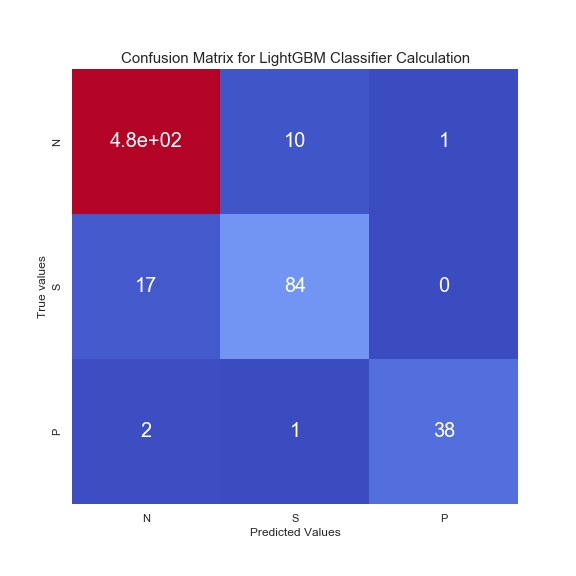 Confusion Matrix for LightGBM Classifier Calculation
N
4.8e+02 10 1
True values
S
17 84 0
P
2 1 38
N S P
Predicted Values